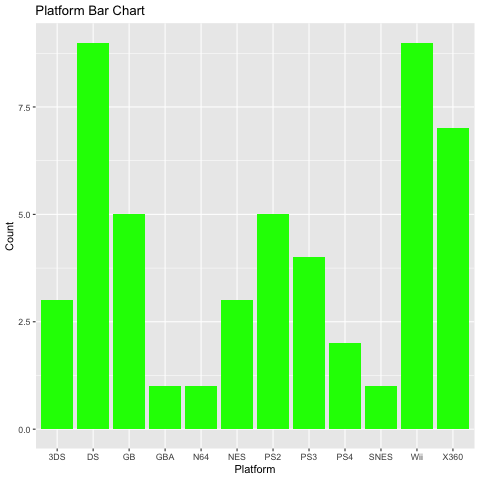 Platform Bar Chart
Count
7.5
5.0
2.5
0.0
3DS DS GB GBA N64 NES PS2 PS3 PS4 SNES Wii X360
Platform